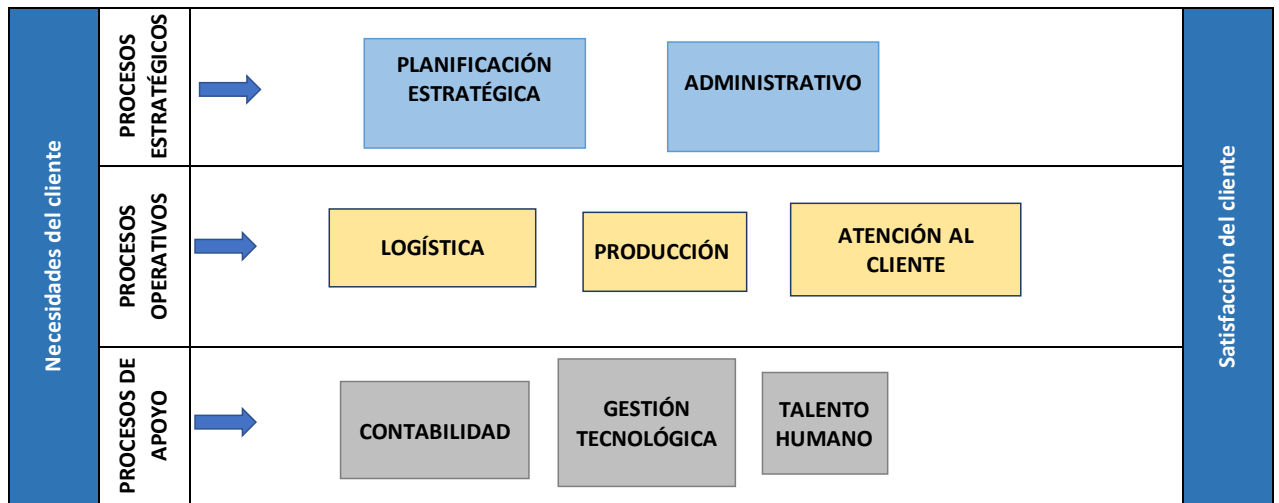 Necesidades del cliente
PROCESOS
ESTRATÉGICOS
PLANIFICACIÓN
ESTRATÉGICA
ADMINISTRATIVO
PROCESOS
OPERATIVOS
LOGÍSTICA
PRODUCCIÓN
ATENCIÓN AL
CLIENTE
PROCESOS DE
APOYO
CONTABILIDAD
GESTIÓN
TECNOLÓGICA
TALENTO
HUMANO
Satisfacción del cliente